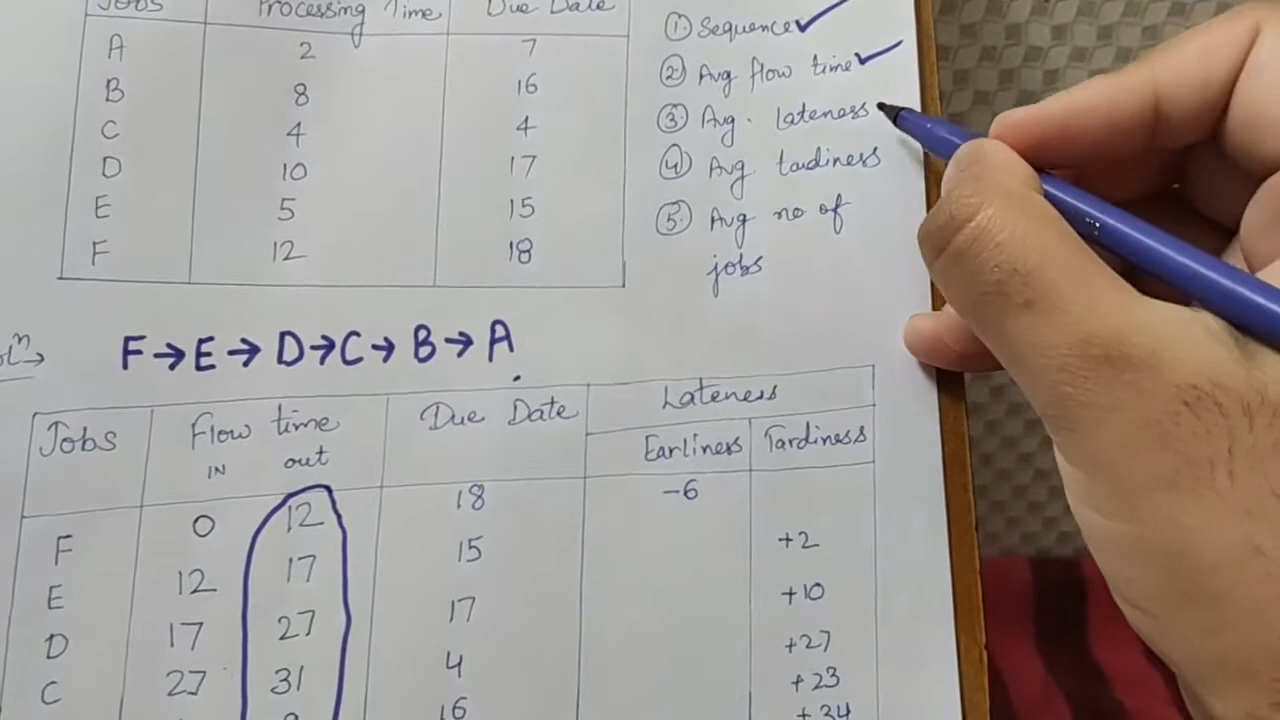 Jobs Processing Time Due Date
A 2 7
B 8 16
C 4 4
D 10 17
E 5 15
F 12 18
① Sequence ✓
② Avg flow time ✓
③ Avg. Lateness
④ Avg tardiness
⑤ Avg no of
jobs
F→E→D→C→B→A
Jobs Flow time Due Date Lateness
IN out Earliness Tardiness
F 0 12 18 -6
E 12 17 15 +2
D 17 27 17 +10
C 27 31 4 +27
16 +23
+34